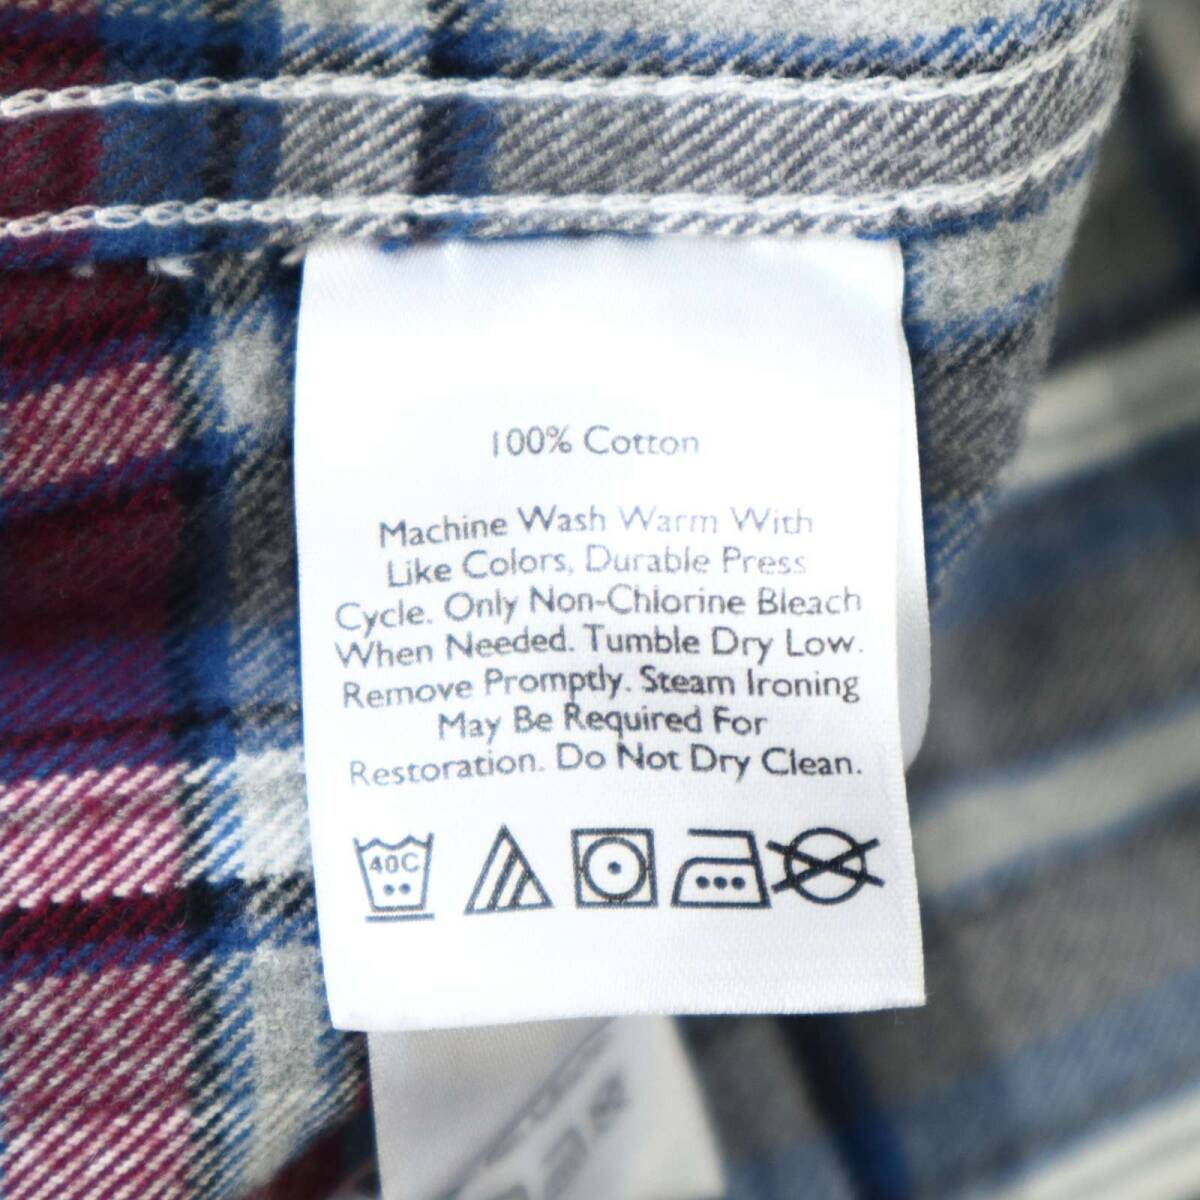 100% Cotton
Machine Wash Warm With
Like Colors, Durable Press
Cycle. Only Non-Chlorine Bleach
When Needed. Tumble Dry Low.
Remove Promptly. Steam Ironing
May Be Required For
Restoration. Do Not Dry Clean.
40C